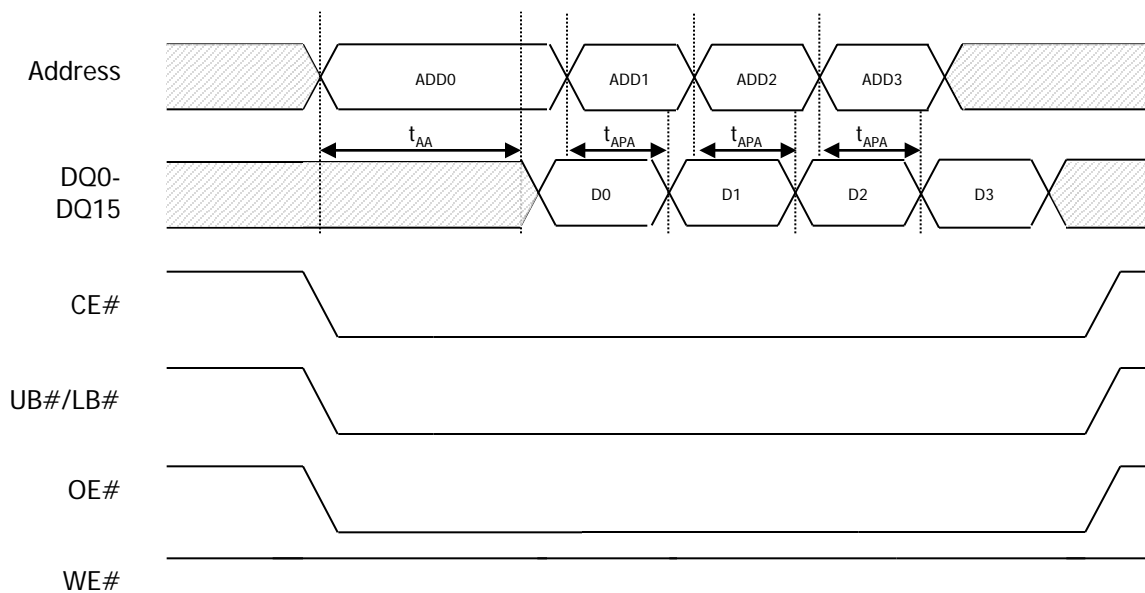 Address
ADD0 ADD1 ADD2 ADD3
tAA tAPA tAPA tAPA
DQ0-
DQ15
D0 D1 D2 D3
CE#
UB#/LB#
OE#
WE#